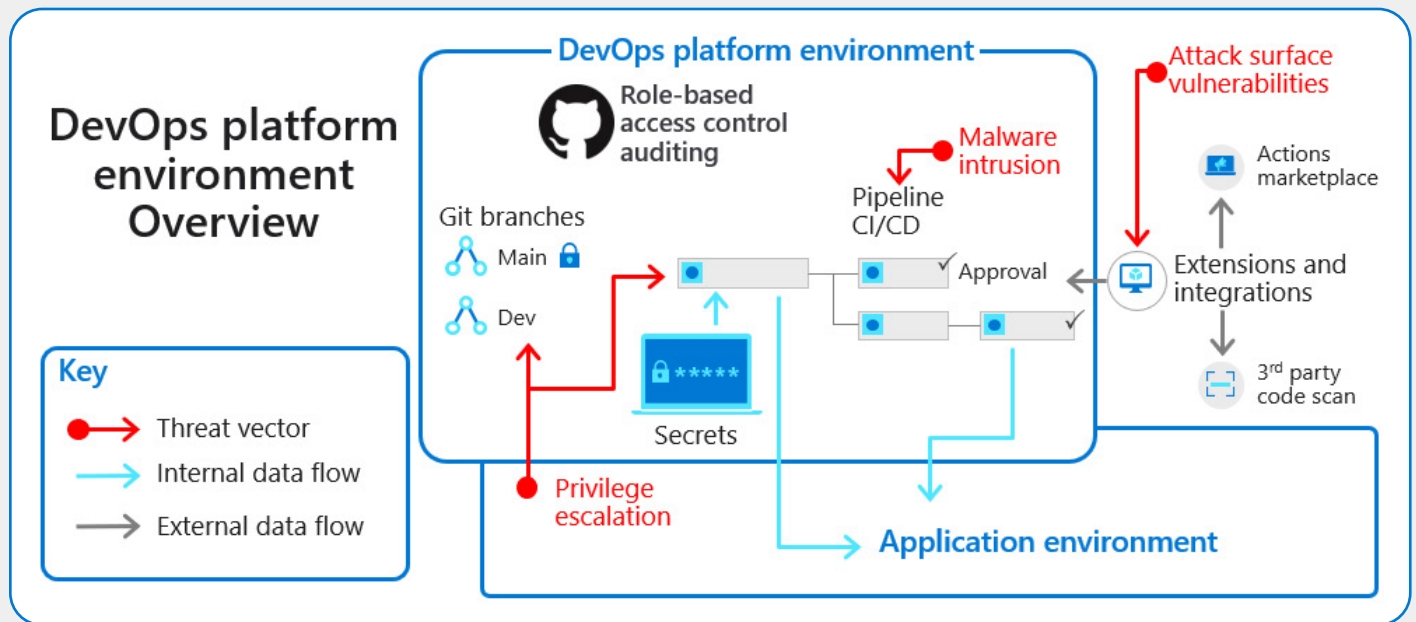 DevOps platform
environment
Overview
DevOps platform environment
Role-based
access control
auditing
Malware
intrusion
Attack surface
vulnerabilities
Actions
marketplace
Git branches
Main
Dev
Pipeline
CI/CD
Approval
Extensions and
integrations
3rd party
code scan
*****
Secrets
Privilege
escalation
Application environment
Key
Threat vector
Internal data flow
External data flow